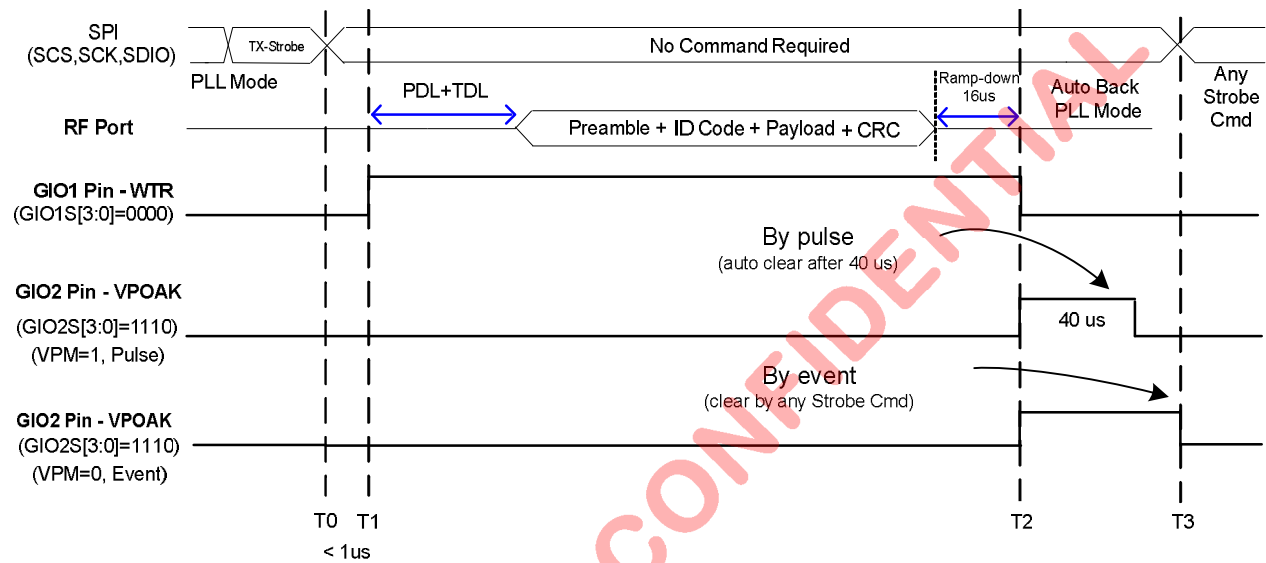 SPI
(SCS,SCK,SDIO)
TX-Strobe
No Command Required
PLL Mode
Any
Strobe
Cmd
PDL+TDL
Ramp-down
16us
Auto Back
PLL Mode
RF Port
Preamble + ID Code + Payload + CRC
GIO1 Pin - WTR
(GIO1S[3:0]=0000)
By pulse
(auto clear after 40 us)
GIO2 Pin - VPOAK
(GIO2S[3:0]=1110)
(VPM=1, Pulse)
40 us
By event
(clear by any Strobe Cmd)
GIO2 Pin - VPOAK
(GIO2S[3:0]=1110)
(VPM=0, Event)
T0
T1
T2
T3
< 1us
CONFIDENTIAL